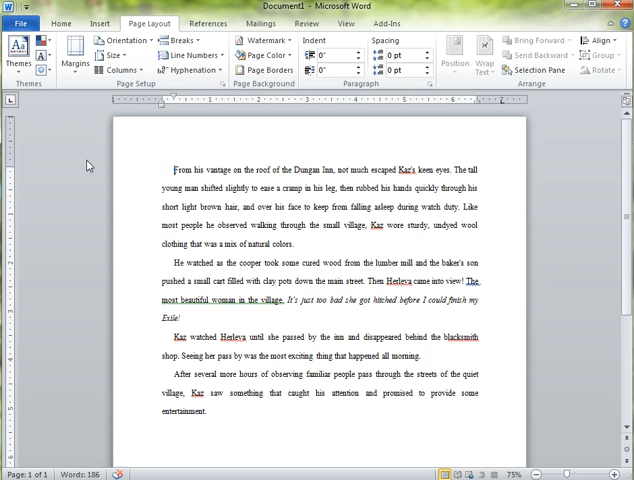 Document1 - Microsoft Word
File Home Insert Page Layout References Mailings Review View Add-Ins
Themes
Themes
Margins
Orientation
Size
Columns
Breaks
Line Numbers
Hyphenation
Page Setup
Watermark
Page Color
Page Borders
Page Background
Indent
0"
0"
Spacing
0 pt
0 pt
Paragraph
Position
Wrap
Text
Bring Forward
Send Backward
Selection Pane
Align
Group
Rotate
Arrange
From his vantage on the roof of the Dungan Inn, not much escaped Kaz's keen eyes. The tall
young man shifted slightly to ease a cramp in his leg, then rubbed his hands quickly through his
short light brown hair, and over his face to keep from falling asleep during watch duty. Like
most people he observed walking through the small village, Kaz wore sturdy, undyed wool
clothing that was a mix of natural colors.
He watched as the cooper took some cured wood from the lumber mill and the baker's son
pushed a small cart filled with clay pots down the main street. Then Herleva came into view! The
most beautiful woman in the village. It's just too bad she got hitched before I could finish my
Exile!
Kaz watched Herleva until she passed by the inn and disappeared behind the blacksmith
shop. Seeing her pass by was the most exciting thing that happened all morning.
After several more hours of observing familiar people pass through the streets of the quiet
village, Kaz saw something that caught his attention and promised to provide some
entertainment.
Page: 1 of 1 Words: 186 75%